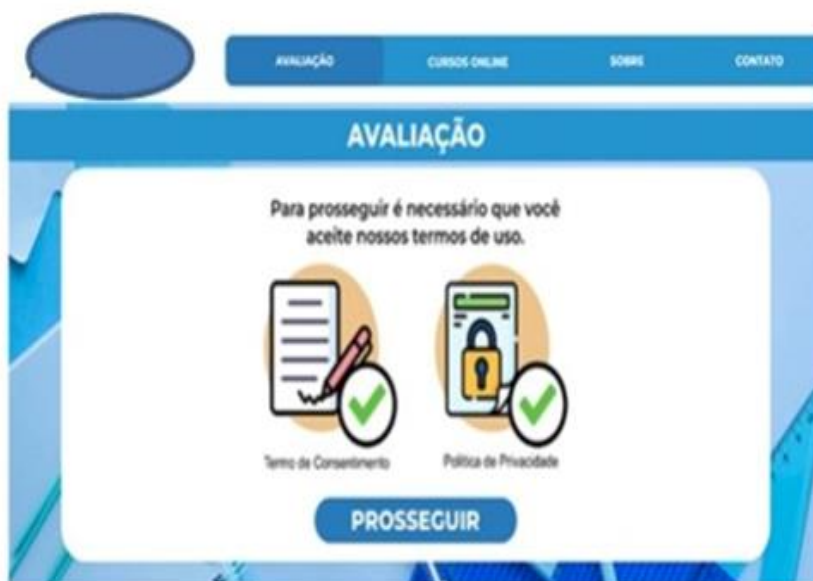 AVALIAÇÃO
CURSOS ONLINE
SOBRE
CONTATO
AVALIAÇÃO
Para prosseguir é necessário que você
aceite nossos termos de uso.
Termo de Consentimento
Política de Privacidade
PROSSEGUIR